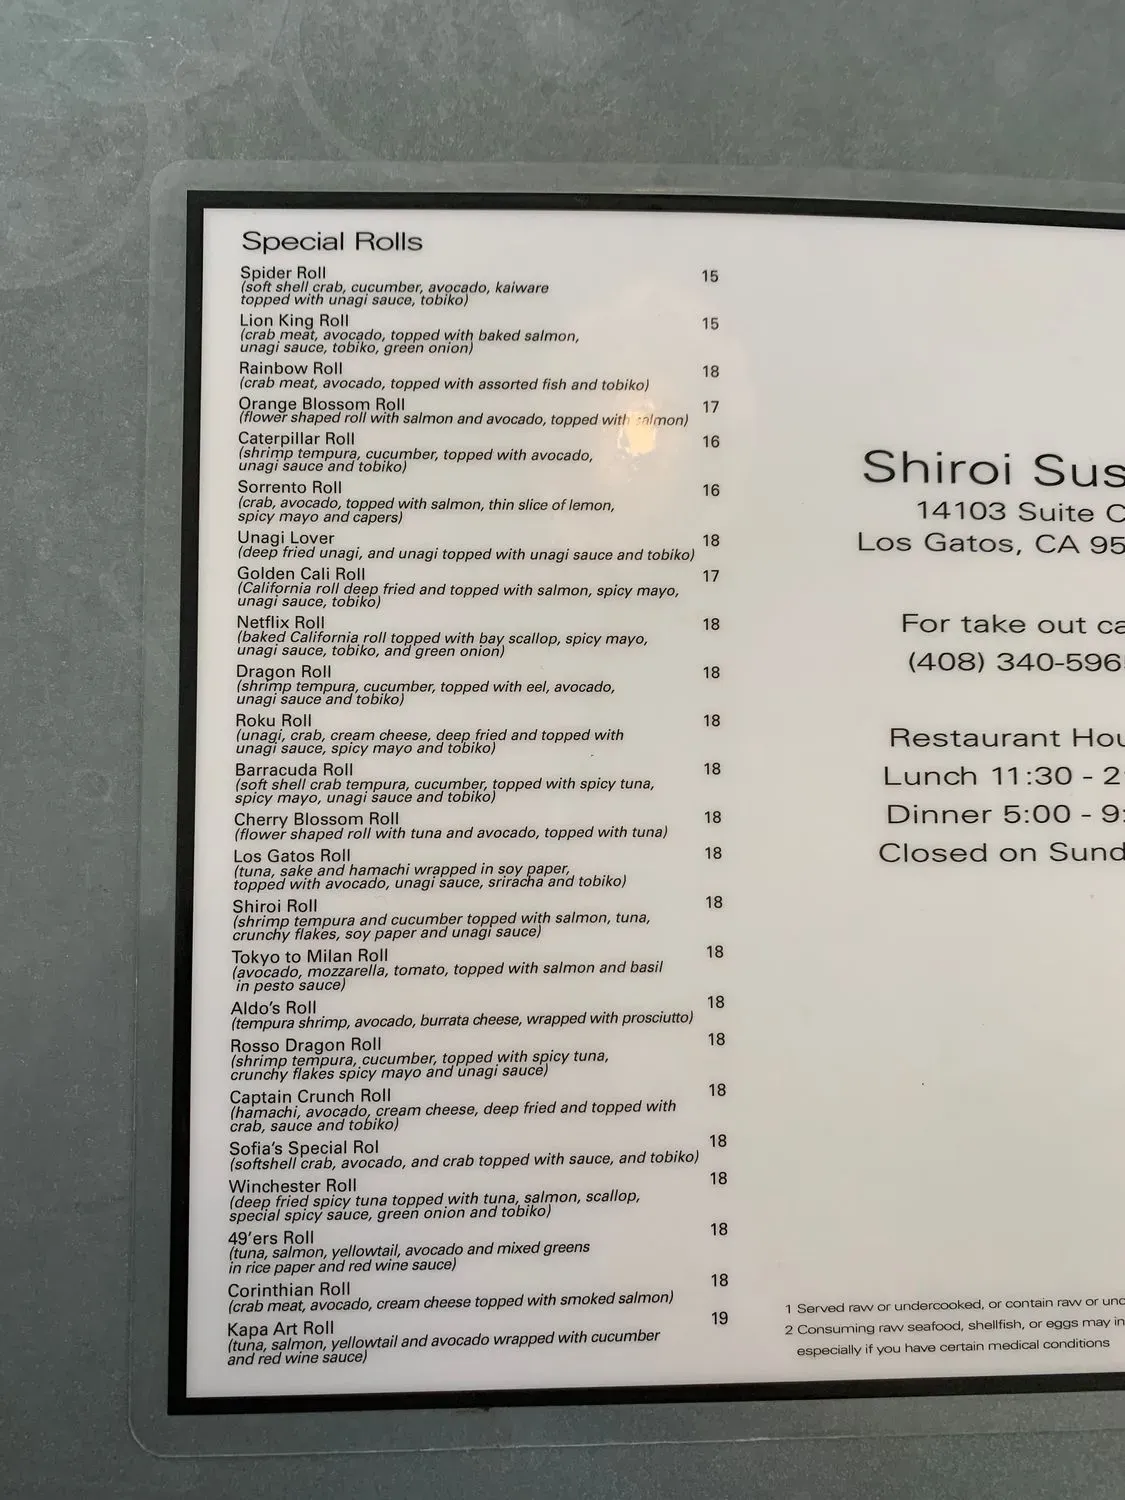 Special Rolls
Spider Roll 15
(soft shell crab, cucumber, avocado, kaiware
topped with unagi sauce, tobiko)
Lion King Roll 15
(crab meat, avocado, topped with baked salmon,
unagi sauce, tobiko, green onion)
Rainbow Roll 18
(crab meat, avocado, topped with assorted fish and tobiko)
Orange Blossom Roll 17
(flower shaped roll with salmon and avocado, topped with salmon)
Caterpillar Roll 16
(shrimp tempura, cucumber, topped with avocado,
unagi sauce and tobiko)
Sorrento Roll 16
(crab, avocado, topped with salmon, thin slice of lemon,
spicy mayo and capers)
Unagi Lover 18
(deep fried unagi, and unagi topped with unagi sauce and tobiko)
Golden Cali Roll 17
(California roll deep fried and topped with salmon, spicy mayo,
unagi sauce, tobiko)
Netflix Roll 18
(baked California roll topped with bay scallop, spicy mayo,
unagi sauce, tobiko, and green onion)
Dragon Roll 18
(shrimp tempura, cucumber, topped with eel, avocado,
unagi sauce and tobiko)
Roku Roll 18
(unagi, crab, cream cheese, deep fried and topped with
unagi sauce, spicy mayo and tobiko)
Barracuda Roll 18
(soft shell crab tempura, cucumber, topped with spicy tuna,
spicy mayo, unagi sauce and tobiko)
Cherry Blossom Roll 18
(flower shaped roll with tuna and avocado, topped with tuna)
Los Gatos Roll 18
(tuna, sake and hamachi wrapped in soy paper,
topped with avocado, unagi sauce, sriracha and tobiko)
Shiroi Roll 18
(shrimp tempura and cucumber topped with salmon, tuna,
crunchy flakes, soy paper and unagi sauce)
Tokyo to Milan Roll 18
(avocado, mozzarella, tomato, topped with salmon and basil
in pesto sauce)
Aldo's Roll 18
(tempura shrimp, avocado, burrata cheese, wrapped with prosciutto)
Rosso Dragon Roll 18
(shrimp tempura, cucumber, topped with spicy tuna,
crunchy flakes spicy mayo and unagi sauce)
Captain Crunch Roll 18
(hamachi, avocado, cream cheese, deep fried and topped with
crab, sauce and tobiko)
Sofia's Special Rol 18
(softshell crab, avocado, and crab topped with sauce, and tobiko)
Winchester Roll 18
(deep fried spicy tuna topped with tuna, salmon, scallop,
special spicy sauce, green onion and tobiko)
49'ers Roll 18
(tuna, salmon, yellowtail, avocado and mixed greens
in rice paper and red wine sauce)
Corinthian Roll 18
(crab meat, avocado, cream cheese topped with smoked salmon)
Kapa Art Roll 19
(tuna, salmon, yellowtail and avocado wrapped with cucumber
and red wine sauce)
Shiroi Sus
14103 Suite C
Los Gatos, CA 95
For take out ca
(408) 340-596
Restaurant Hou
Lunch 11:30 - 2
Dinner 5:00 - 9:
Closed on Sund
1 Served raw or undercooked, or contain raw or und
2 Consuming raw seafood, shellfish, or eggs may in
especially if you have certain medical conditions